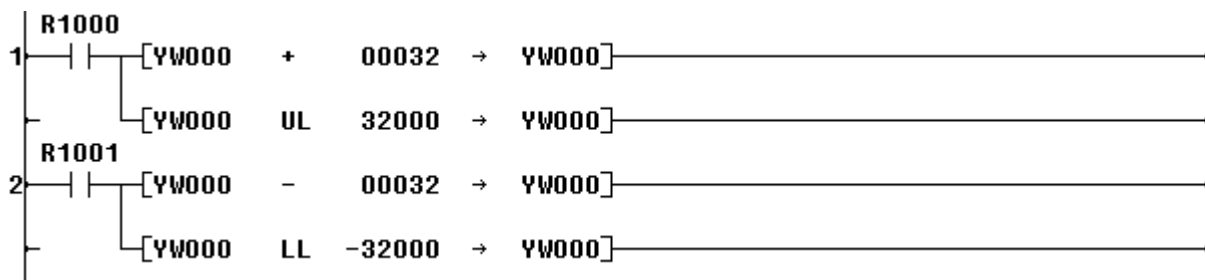 R1000
1 [YW000 + 00032 → YW000]
[YW000 UL 32000 → YW000]
R1001
2 [YW000 - 00032 → YW000]
[YW000 LL -32000 → YW000]